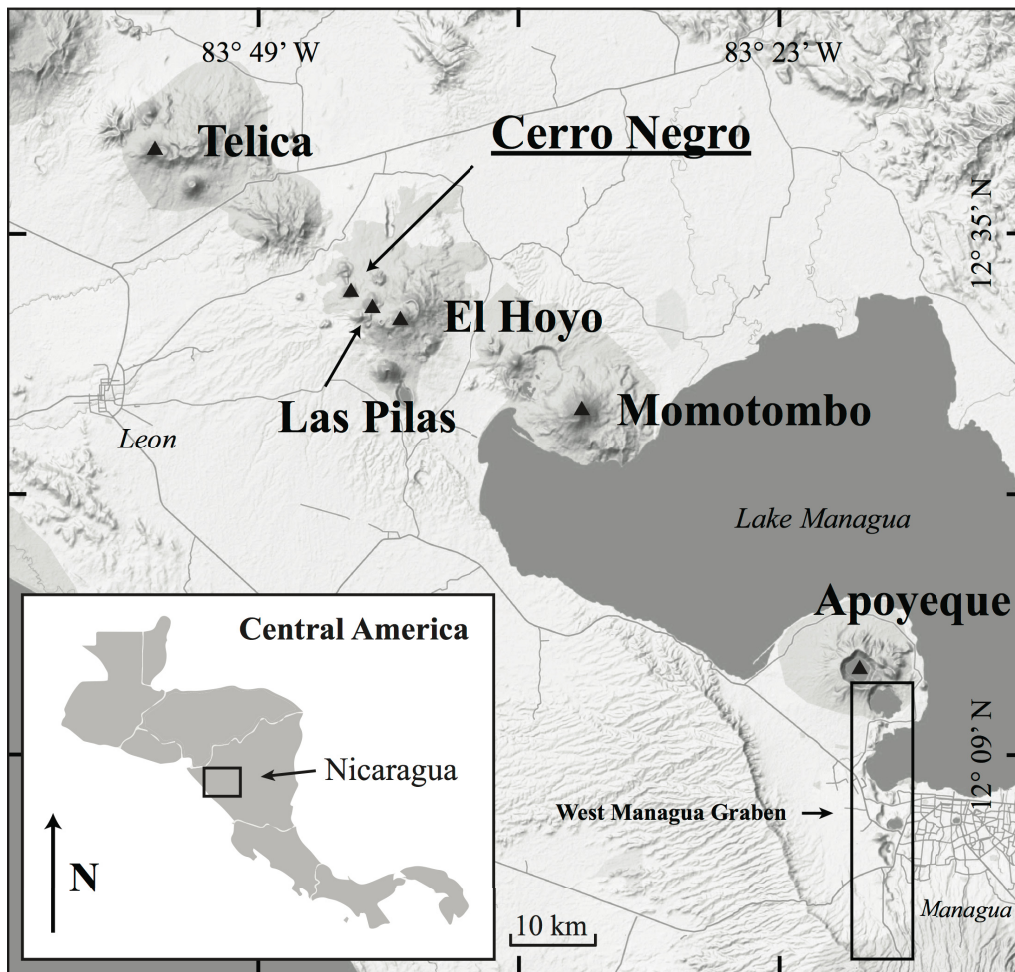 83° 49’ W
83° 23’ W
Telica
Cerro Negro
12° 35’ N
El Hoyo
Las Pilas
Momotombo
Leon
Lake Managua
Apoyeque
Central America
Nicaragua
N
12° 09’ N
West Managua Graben
Managua
10 km